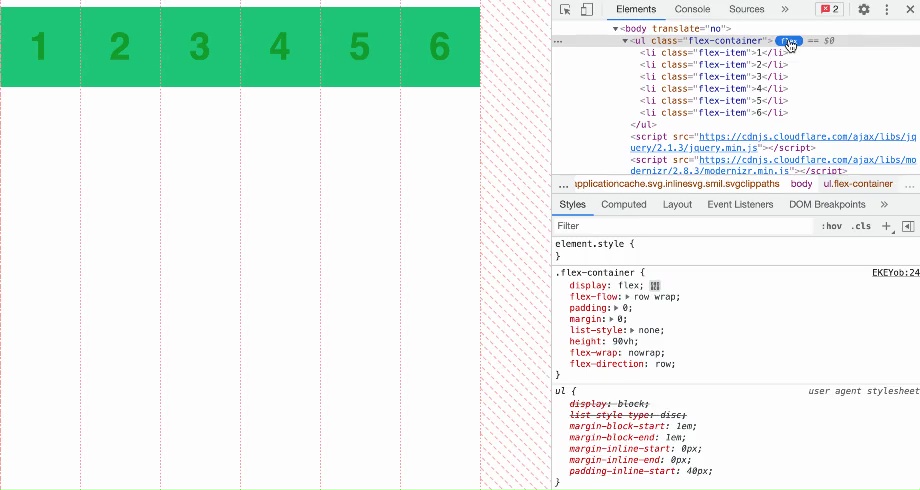 1 2 3 4 5 6
Elements Console Sources » 2
▼<body translate="no">
… ▼<ul class="flex-container"> flex == $0
▶<li class="flex-item">1</li>
▶<li class="flex-item">2</li>
▶<li class="flex-item">3</li>
▶<li class="flex-item">4</li>
▶<li class="flex-item">5</li>
▶<li class="flex-item">6</li>
</ul>
<script src="https://cdnjs.cloudflare.com/ajax/libs/jq
uery/2.1.3/jquery.min.js"></script>
<script src="https://cdnjs.cloudflare.com/ajax/libs/mo
dernizr/2.8.3/modernizr.min.js"></script>
… applicationcache.svg.inlinesvg.smil.svgclippaths body ul.flex-container …
Styles Computed Layout Event Listeners DOM Breakpoints »
Filter :hov .cls +
element.style {
}
.flex-container { EKEYob:24
display: flex;
flex-flow:▶ row wrap;
padding:▶ 0;
margin:▶ 0;
list-style:▶ none;
height: 90vh;
flex-wrap: nowrap;
flex-direction: row;
}
ul { user agent stylesheet
display: block;
list-style-type: disc;
margin-block-start: 1em;
margin-block-end: 1em;
margin-inline-start: 0px;
margin-inline-end: 0px;
padding-inline-start: 40px;
}